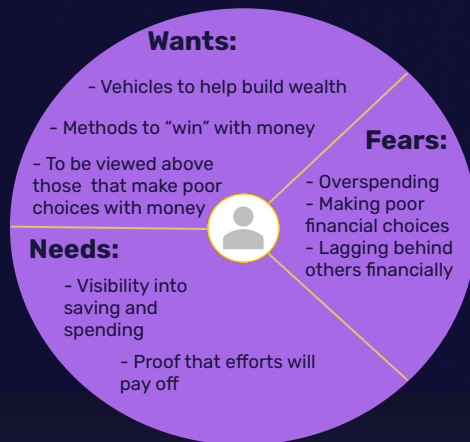 Wants:
- Vehicles to help build wealth
- Methods to “win” with money
- To be viewed above
those that make poor
choices with money
Fears:
- Overspending
- Making poor
financial choices
- Lagging behind
others financially
Needs:
- Visibility into
saving and
spending
- Proof that efforts will
pay off